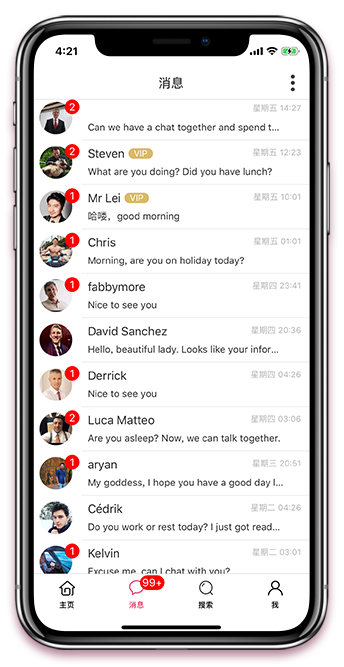 4:21
消息
2
星期五 14:27
Can we have a chat together and spend t...
2
Steven VIP 星期五 12:23
What are you doing? Did you have lunch?
1
Mr Lei VIP 星期五 10:01
哈喽，good morning
Chris 星期五 01:01
Morning, are you on holiday today?
1
fabbymore 星期四 23:41
Nice to see you
David Sanchez 星期四 20:36
Hello, beautiful lady. Looks like your infor...
1
Derrick 星期四 04:26
Nice to see you
2
Luca Matteo 星期四 03:06
Are you asleep? Now, we can talk together.
1
aryan 星期三 20:51
My goddess, I hope you have a good day l...
Cédrik 星期二 04:26
Do you work or rest today? I just got read...
1
Kelvin 星期二 03:01
Excuse me, can I chat with you?
99+
主页 消息 搜索 我